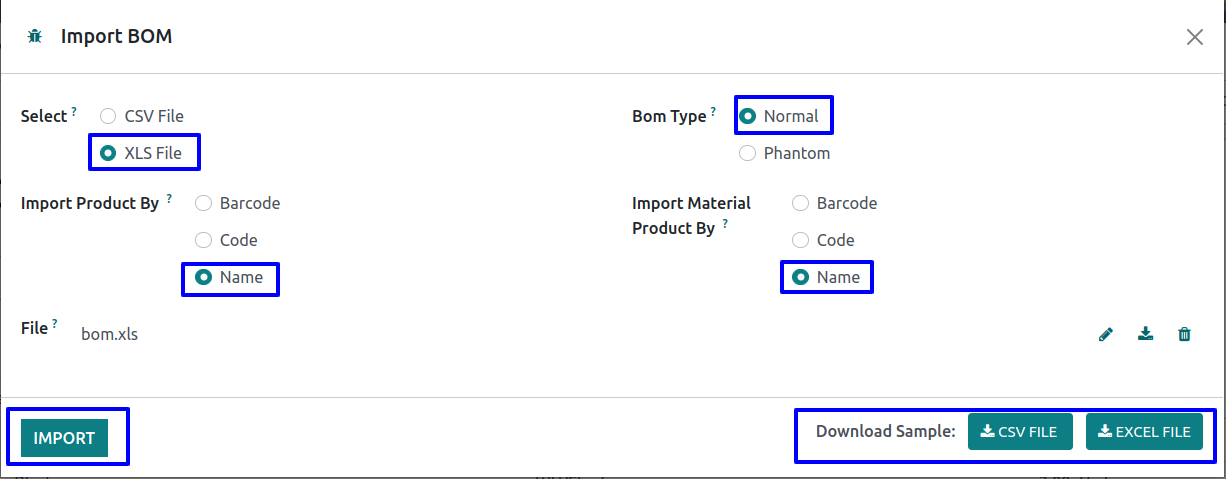 Import BOM
Select ?
CSV File
XLS File
Bom Type ?
Normal
Phantom
Import Product By ?
Barcode
Code
Name
Import Material
Product By ?
Barcode
Code
Name
File ?
bom.xls
IMPORT
Download Sample: CSV FILE EXCEL FILE